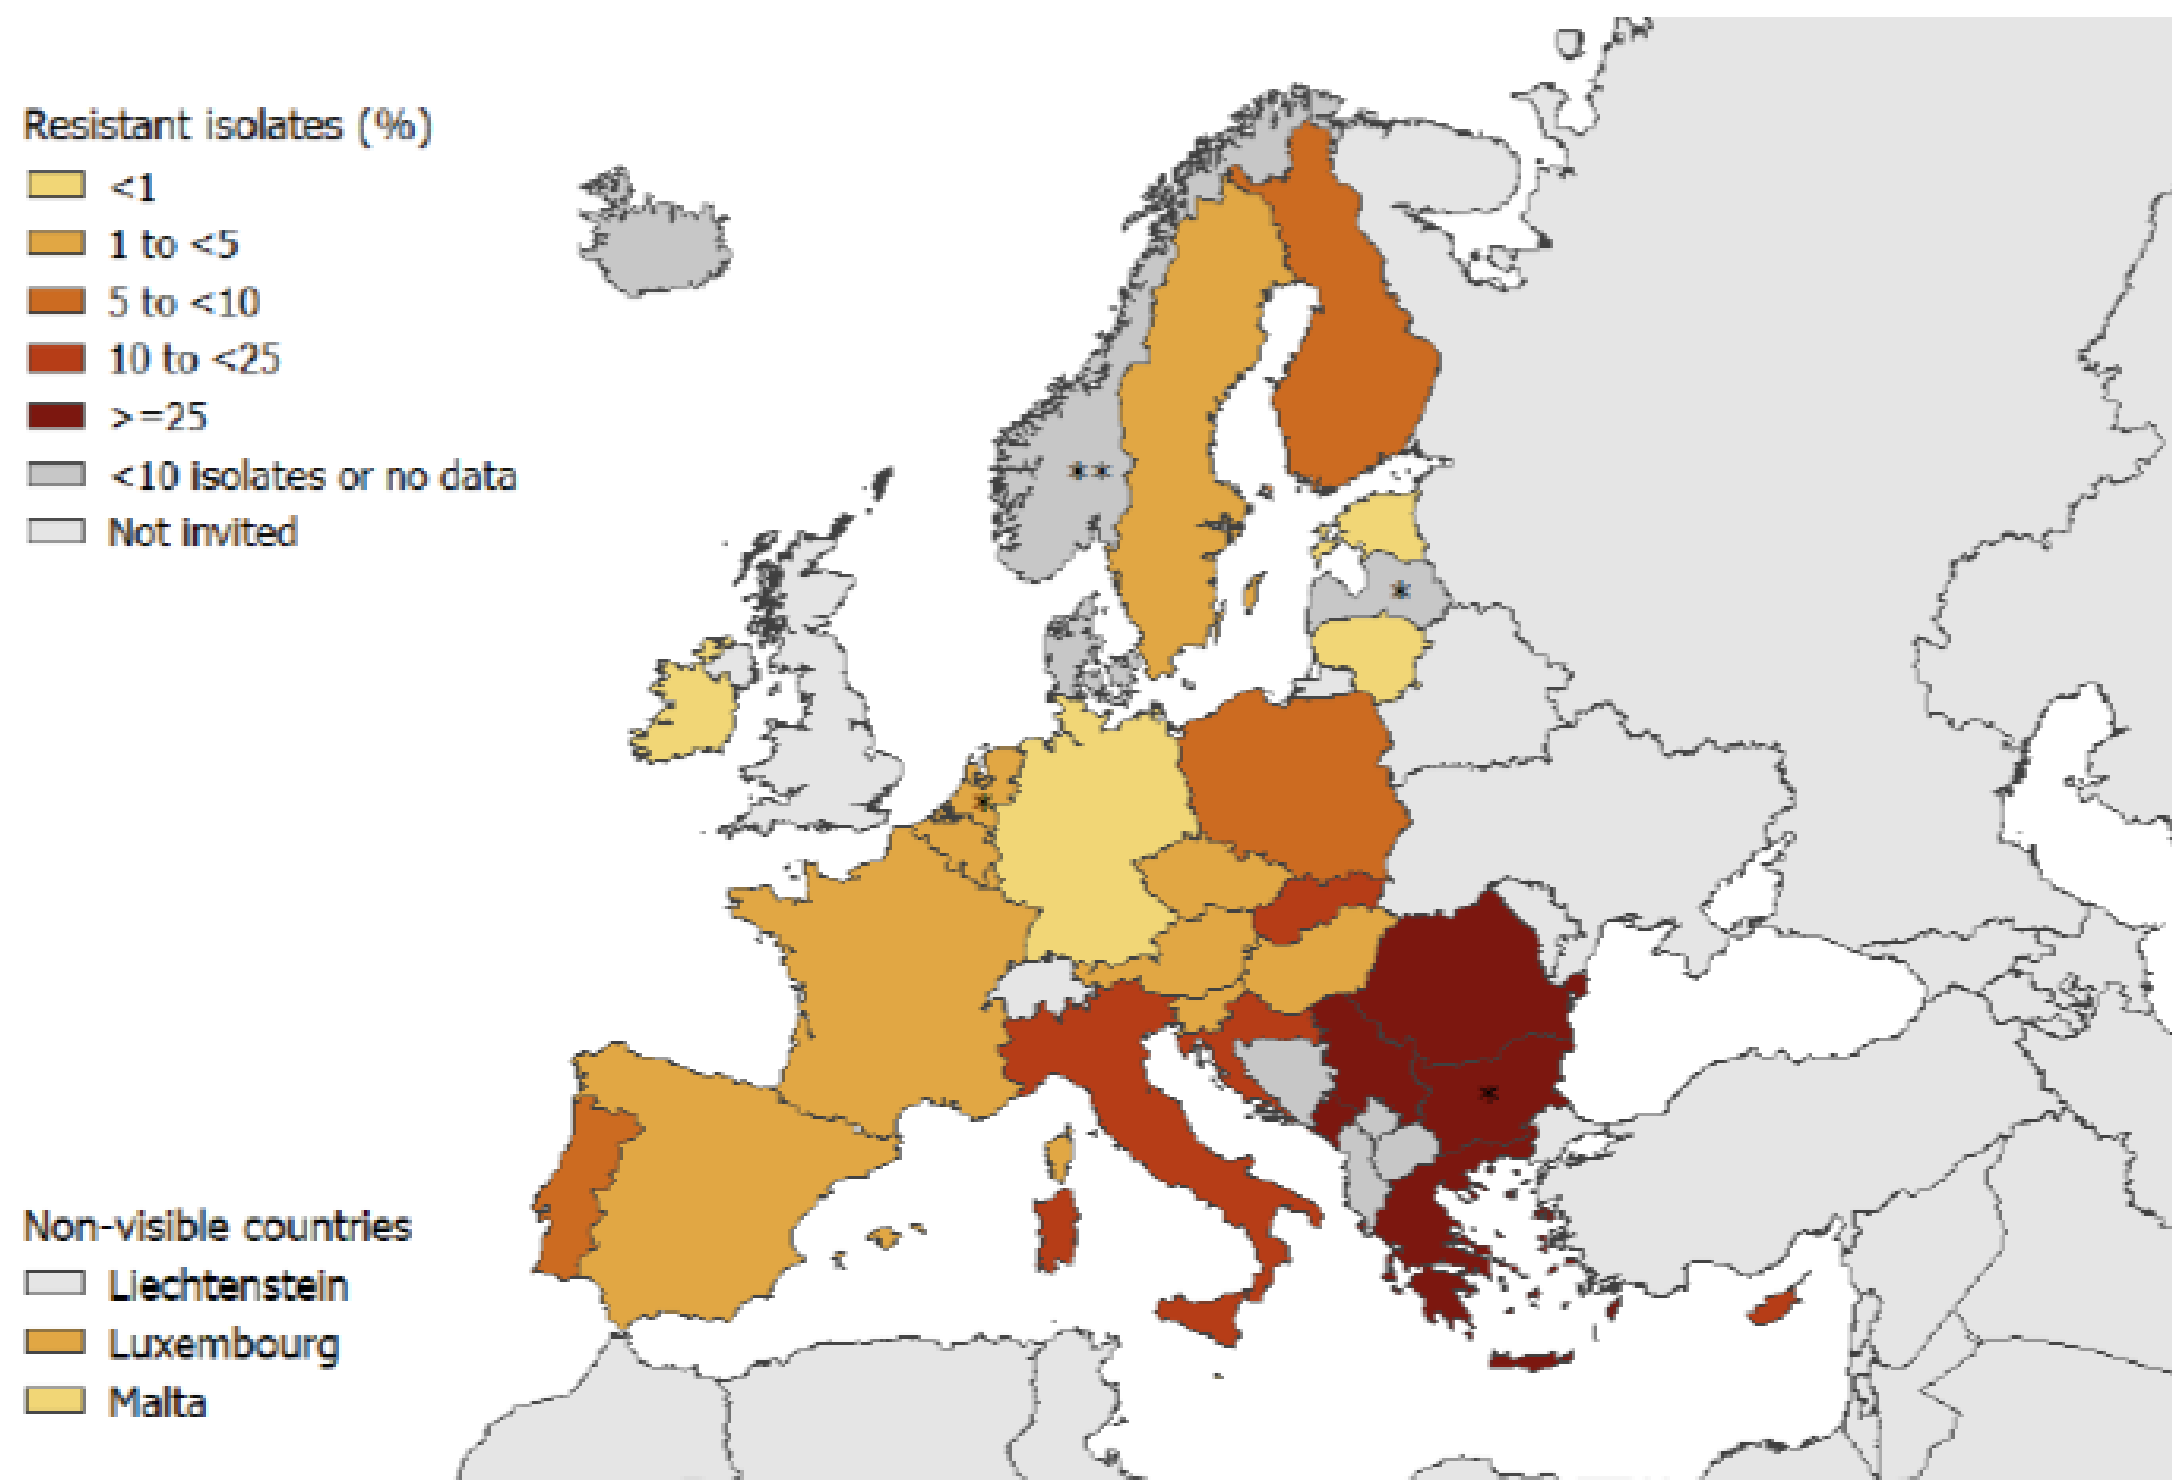 Resistant isolates (%)
<1
1 to <5
5 to <10
10 to <25
>=25
<10 isolates or no data
Not invited
**
*
*
*
Non-visible countries
Liechtenstein
Luxembourg
Malta